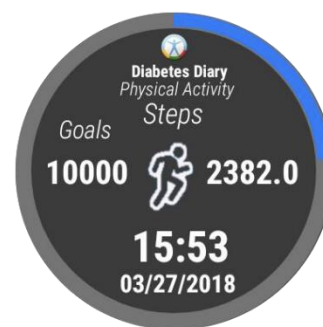 Diabetes Diary
Physical Activity
Steps
Goals
10000 2382.0
15:53
03/27/2018